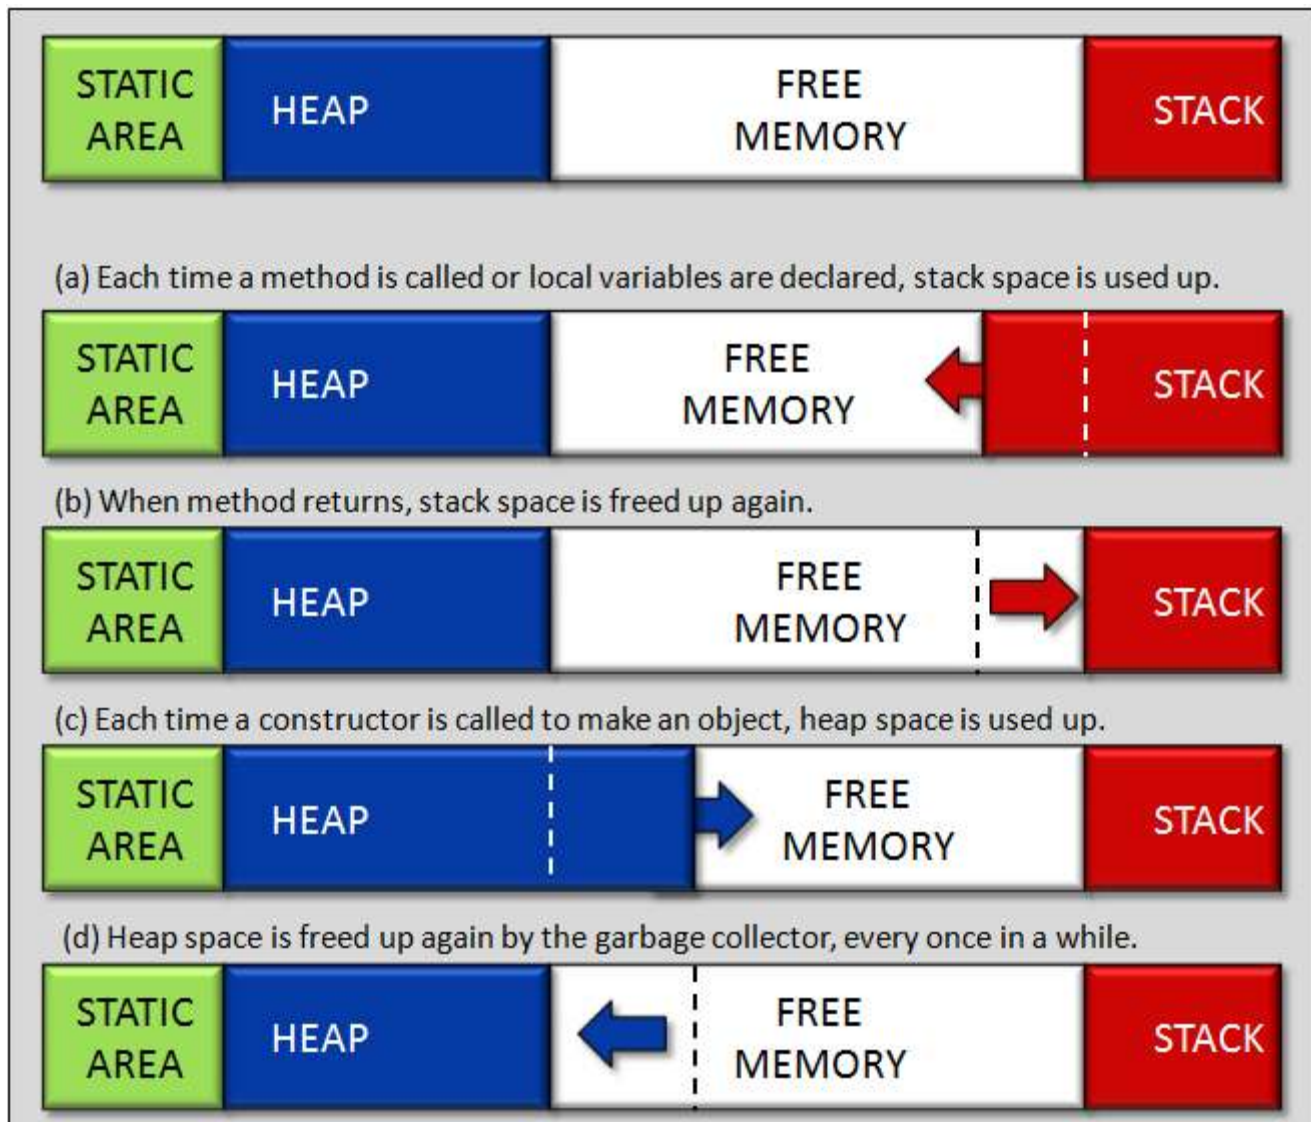 STATIC AREA HEAP FREE MEMORY STACK
(a) Each time a method is called or local variables are declared, stack space is used up.
STATIC AREA HEAP FREE MEMORY STACK
(b) When method returns, stack space is freed up again.
STATIC AREA HEAP FREE MEMORY STACK
(c) Each time a constructor is called to make an object, heap space is used up.
STATIC AREA HEAP FREE MEMORY STACK
(d) Heap space is freed up again by the garbage collector, every once in a while.
STATIC AREA HEAP FREE MEMORY STACK